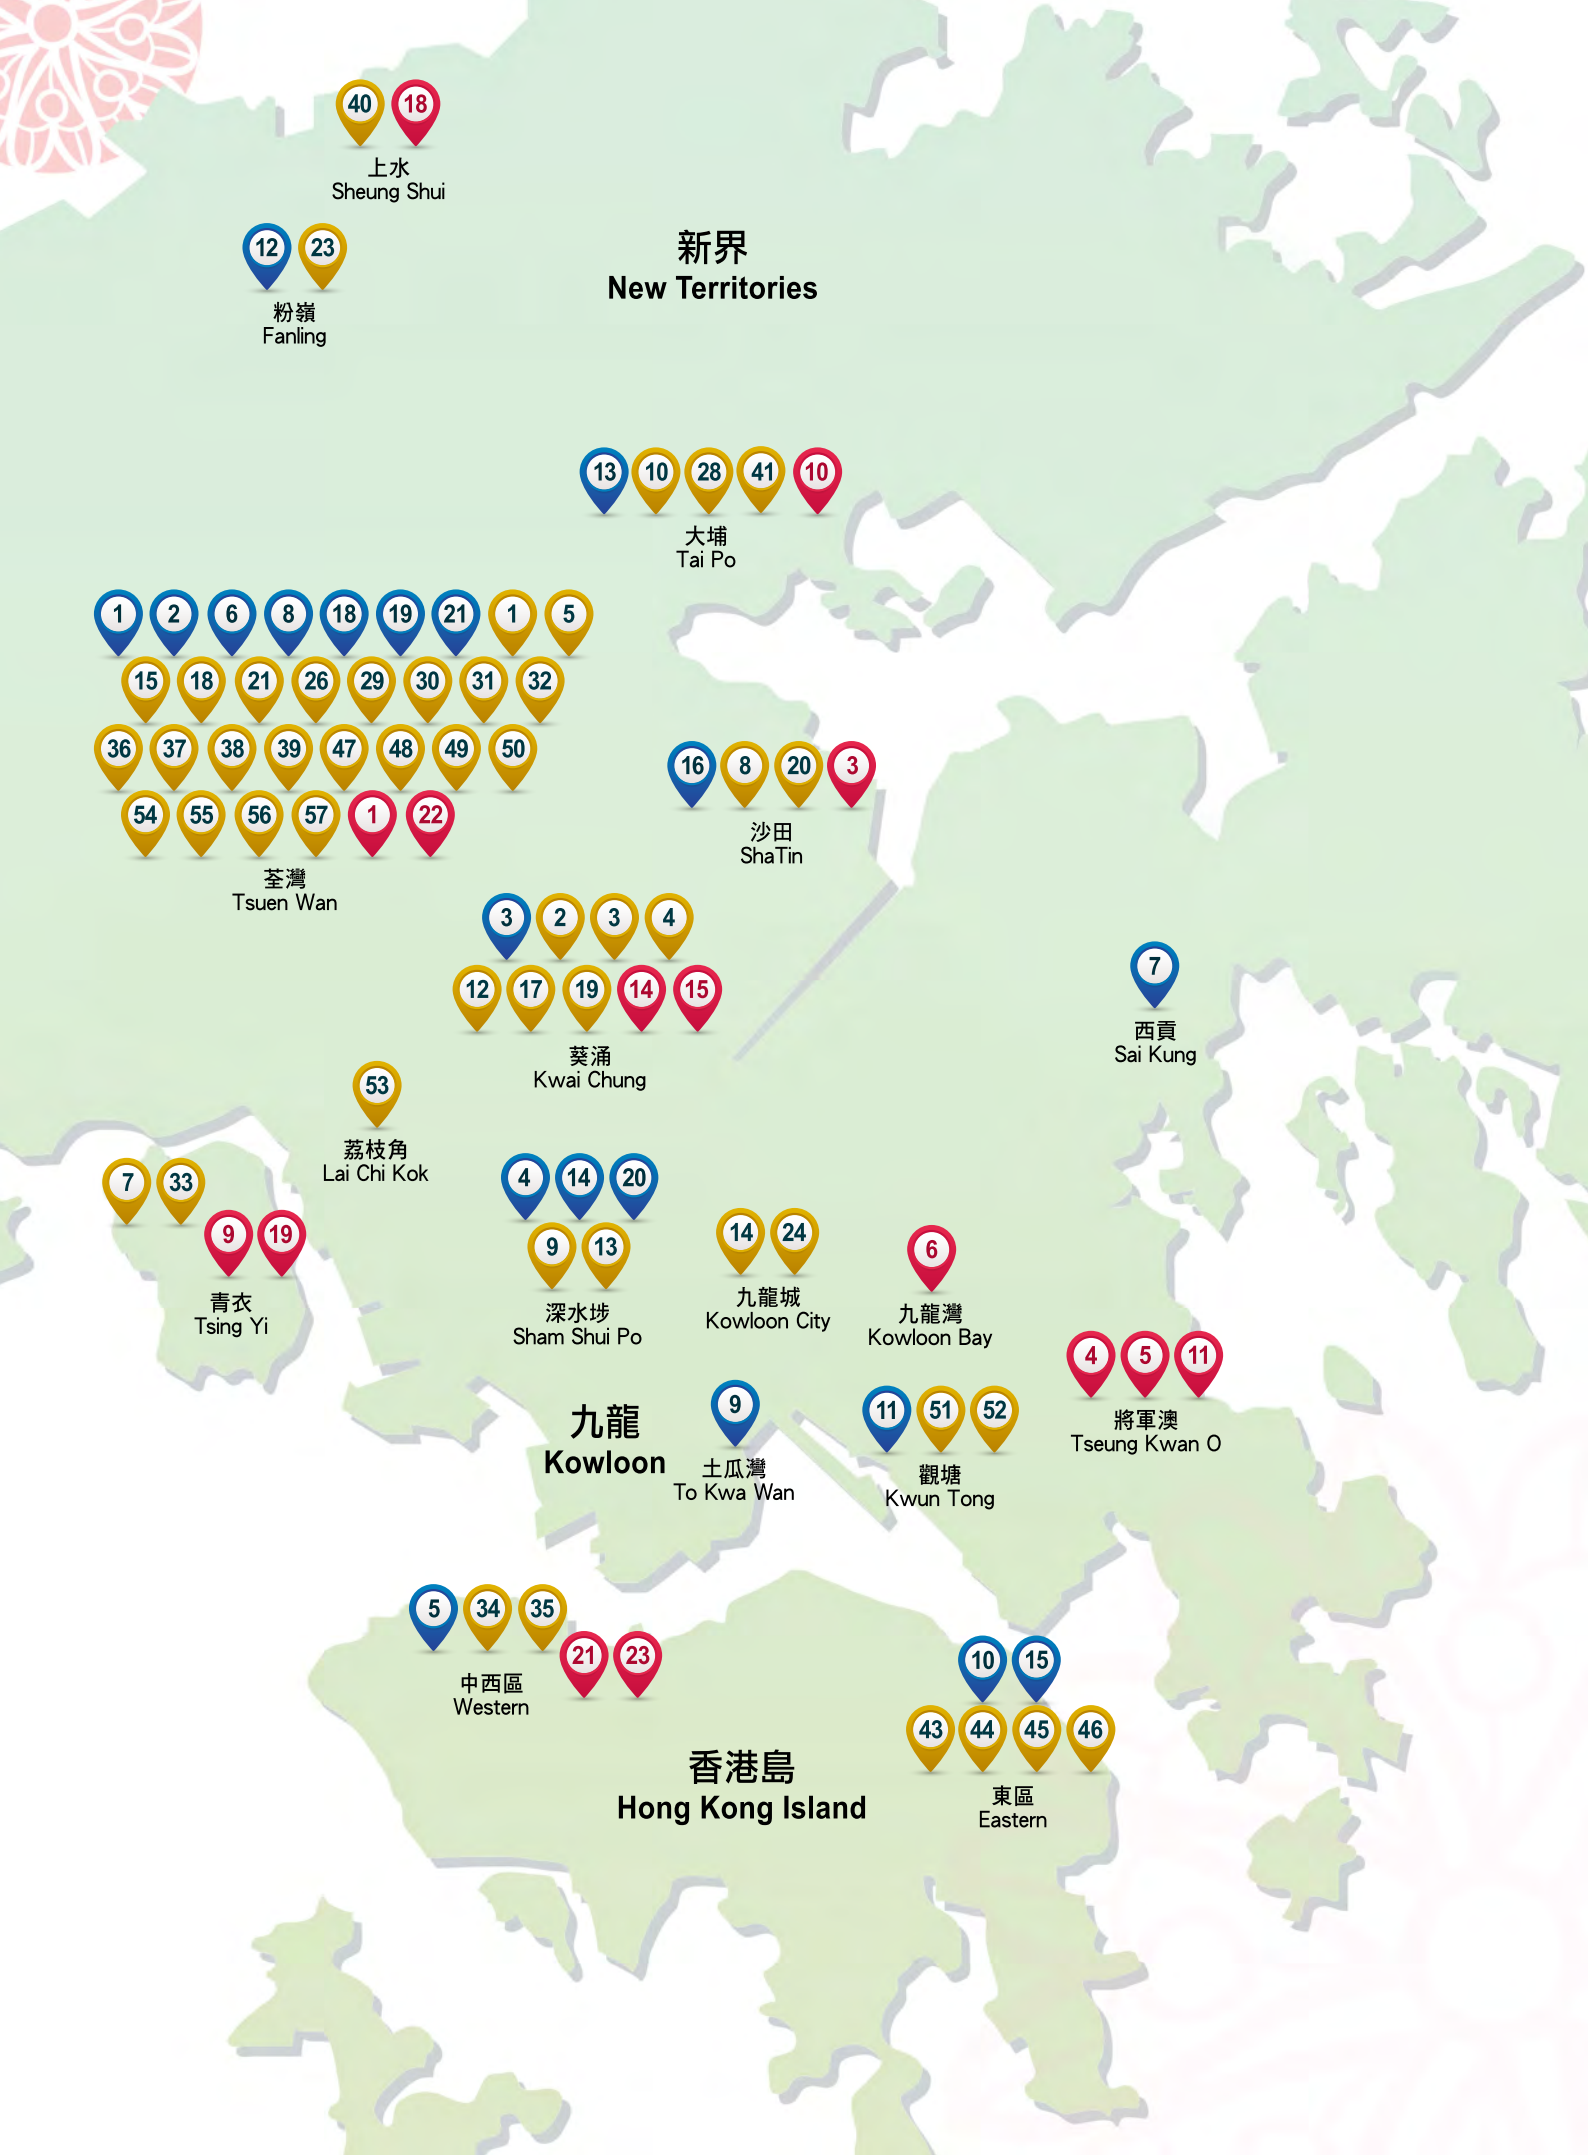 40 18
上水
Sheung Shui
12 23
粉嶺
Fanling
新界
New Territories
13 10 28 41 10
大埔
Tai Po
1 2 6 8 18 19 21 1 5
15 18 21 26 29 30 31 32
36 37 38 39 47 48 49 50
54 55 56 57 1 22
荃灣
Tsuen Wan
16 8 20 3
沙田
ShaTin
3 2 3 4
12 17 19 14 15
葵涌
Kwai Chung
7
西貢
Sai Kung
53
荔枝角
Lai Chi Kok
7 33
9 19
青衣
Tsing Yi
4 14 20
9 13
深水埗
Sham Shui Po
14 24
九龍城
Kowloon City
6
九龍灣
Kowloon Bay
4 5 11
將軍澳
Tseung Kwan O
九龍
Kowloon
9
土瓜灣
To Kwa Wan
11 51 52
觀塘
Kwun Tong
5 34 35
21 23
中西區
Western
10 15
43 44 45 46
東區
Eastern
香港島
Hong Kong Island